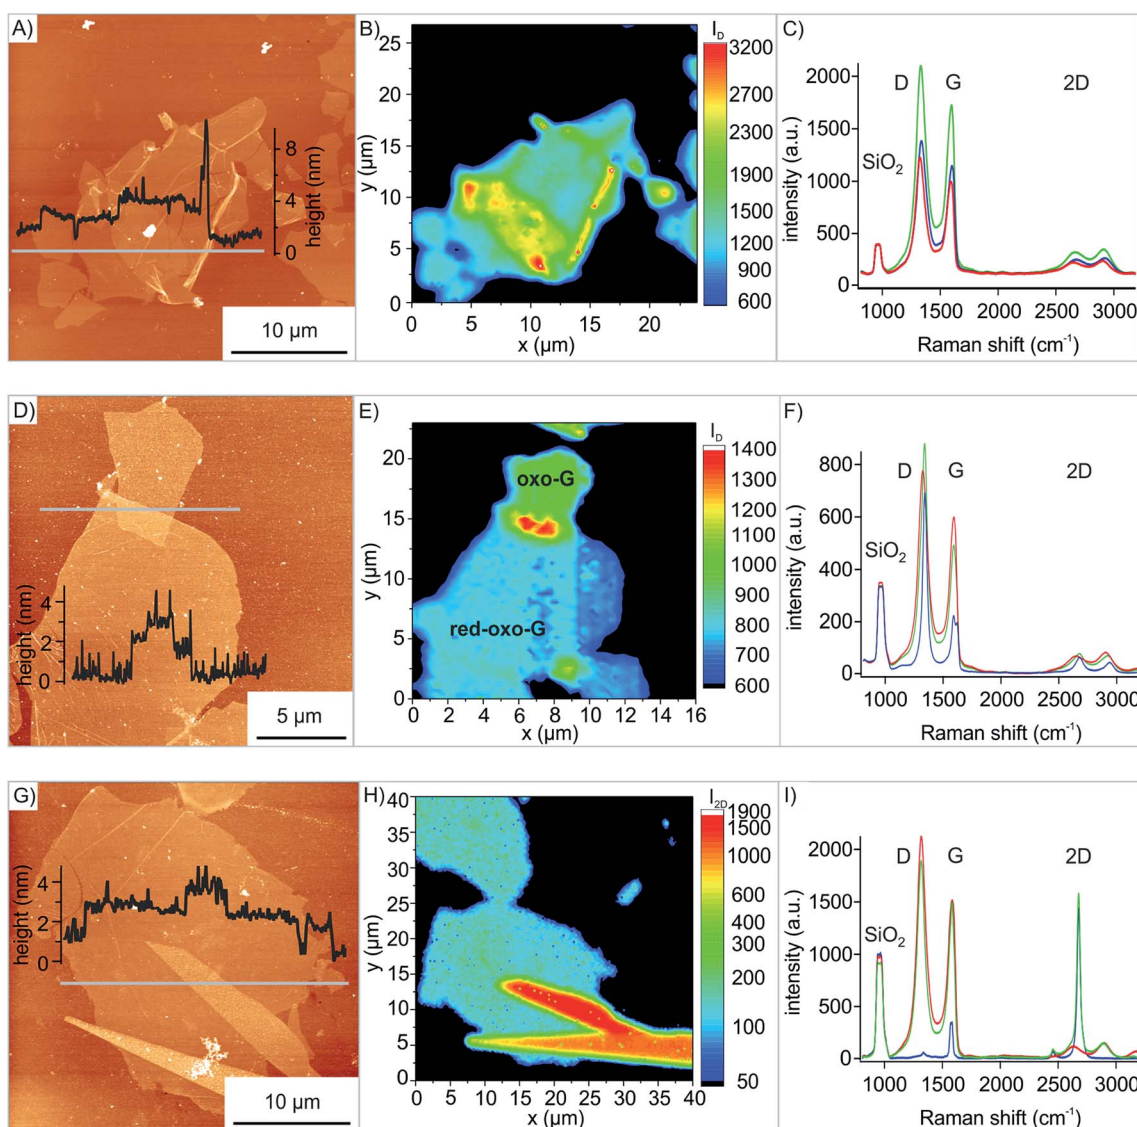 A)
8
4
0
height (nm)
10 µm
B)
I_D
25
20
15
10
5
0
y (µm)
0 5 10 15 20
x (µm)
3200
2700
2300
1900
1500
1200
900
600
C)
D G 2D
SiO₂
2000
1500
1000
500
0
intensity (a.u.)
1000 1500 2000 2500 3000
Raman shift (cm⁻¹)
D)
4
2
0
height (nm)
5 µm
E)
I_D
oxo-G
red-oxo-G
20
15
10
5
0
y (µm)
0 2 4 6 8 10 12 14 16
x (µm)
1400
1300
1200
1100
1000
900
800
700
600
F)
D G 2D
SiO₂
800
600
400
200
0
intensity (a.u.)
1000 1500 2000 2500 3000
Raman shift (cm⁻¹)
G)
4
2
0
height (nm)
10 µm
H)
I_2D
40
35
30
25
20
15
10
5
0
y (µm)
0 5 10 15 20 25 30 35 40
x (µm)
1900
1500
1000
600
400
300
200
100
50
I)
D G 2D
SiO₂
2000
1500
1000
500
0
intensity (a.u.)
1000 1500 2000 2500 3000
Raman shift (cm⁻¹)